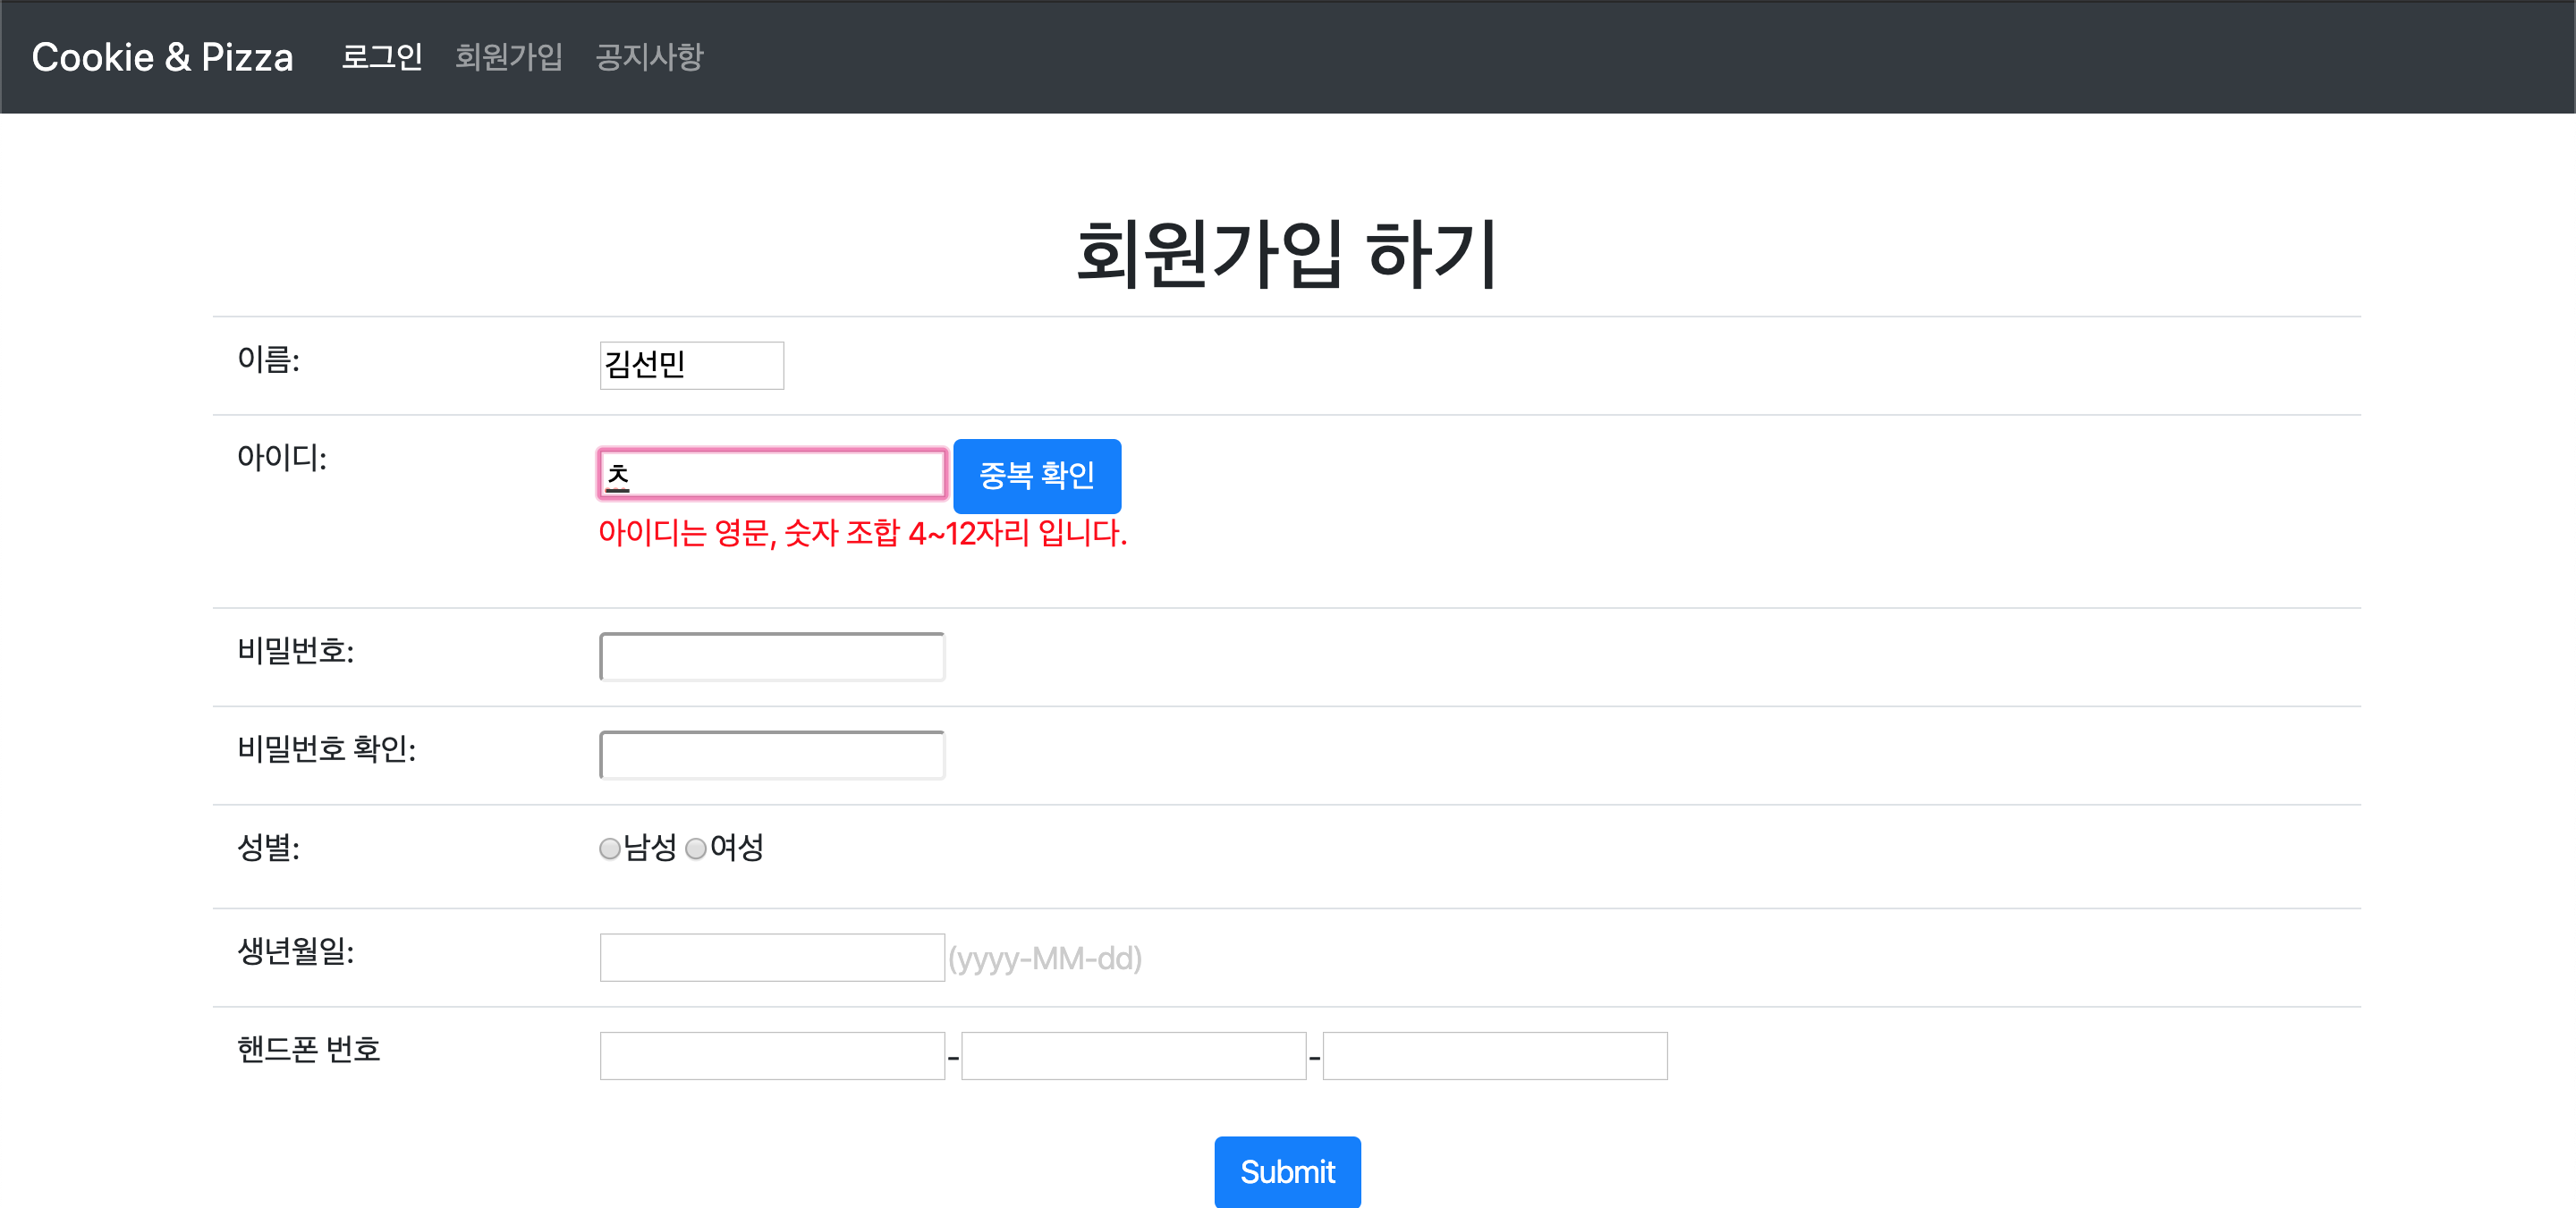 Cookie & Pizza 로그인 회원가입 공지사항
회원가입 하기
이름: 김선민
아이디: ㅊ 중복 확인
아이디는 영문, 숫자 조합 4~12자리 입니다.
비밀번호:
비밀번호 확인:
성별: 남성 여성
생년월일: (yyyy-MM-dd)
핸드폰 번호 - -
Submit